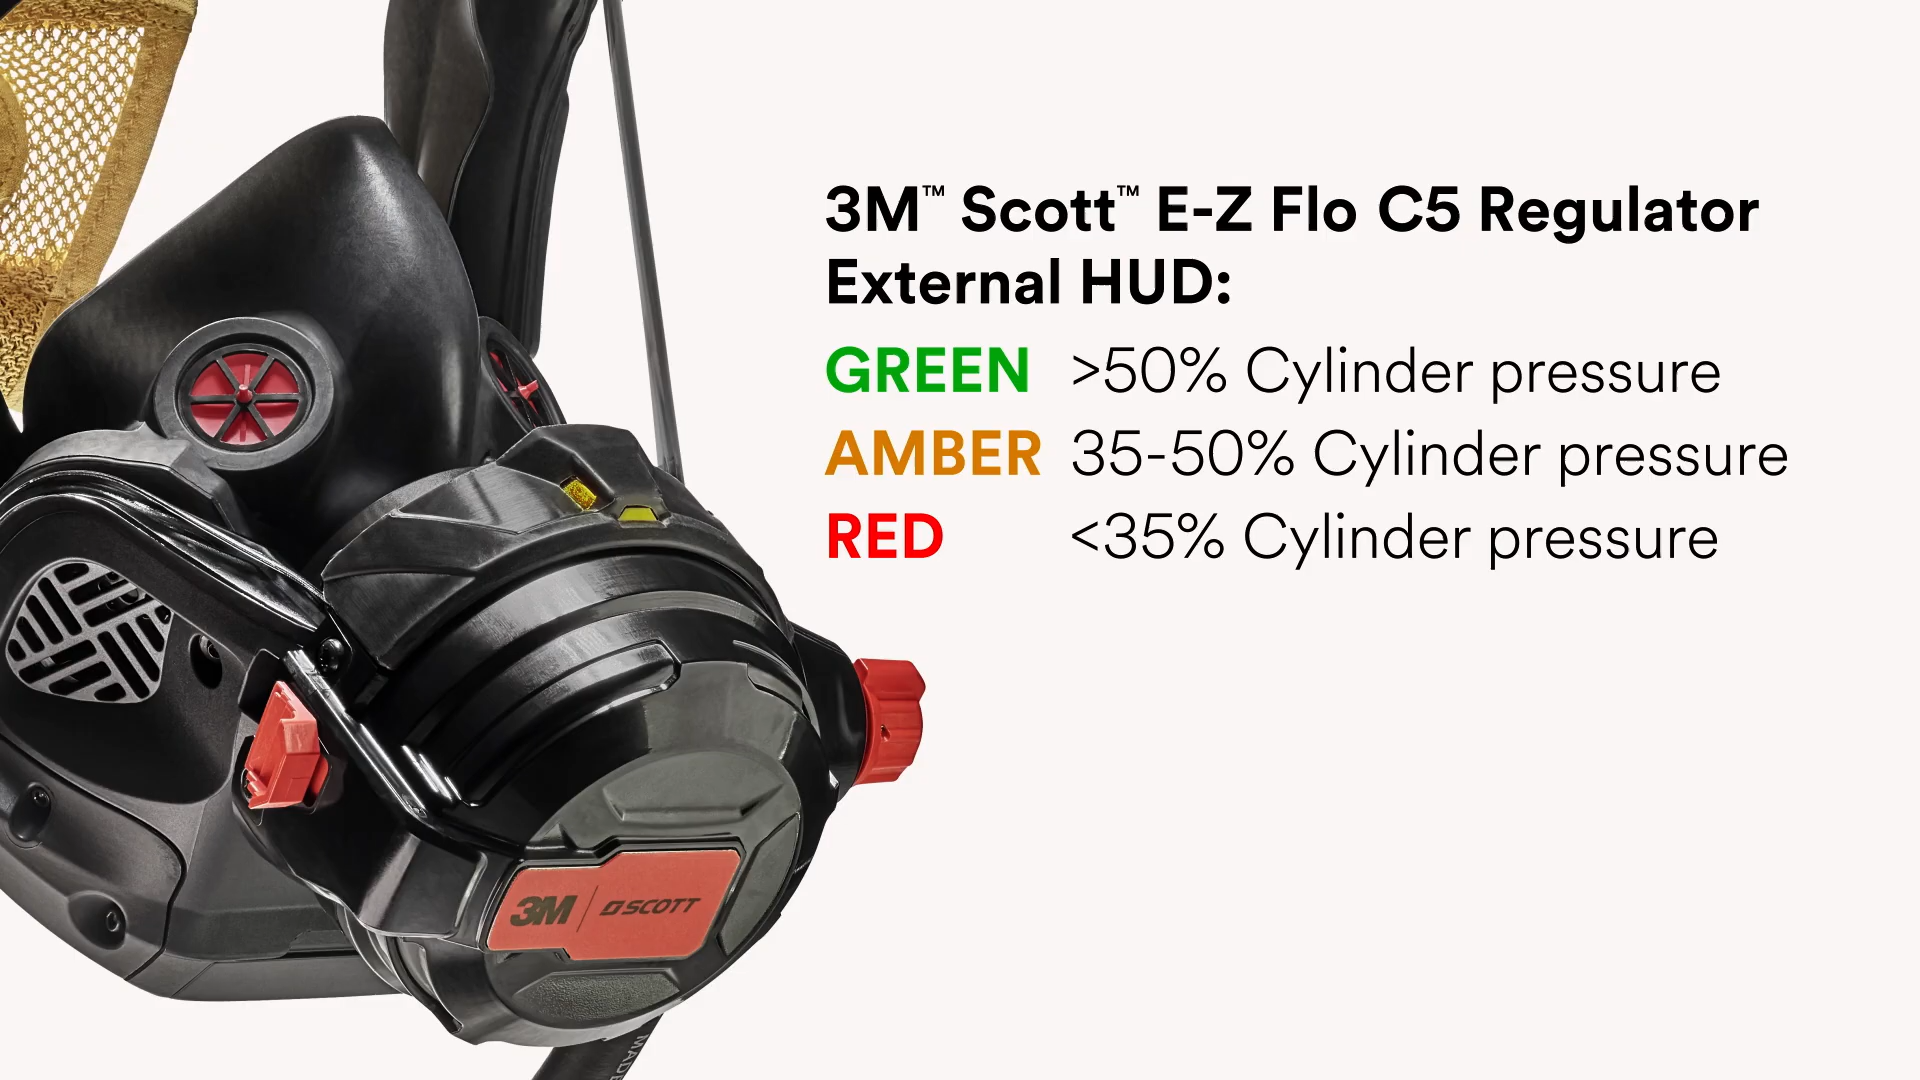 3M™ Scott™ E-Z Flo C5 Regulator
External HUD:
GREEN >50% Cylinder pressure
AMBER 35-50% Cylinder pressure
RED <35% Cylinder pressure
3M | SCOTT
MADE